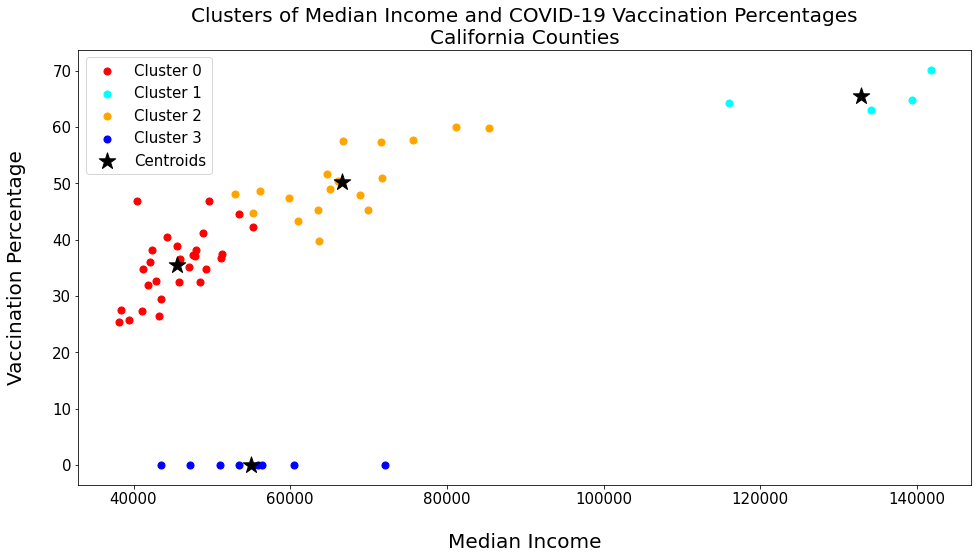 Clusters of Median Income and COVID-19 Vaccination Percentages
California Counties
Cluster 0
Cluster 1
Cluster 2
Cluster 3
Centroids
Vaccination Percentage
70
60
50
40
30
20
10
0
40000 60000 80000 100000 120000 140000
Median Income